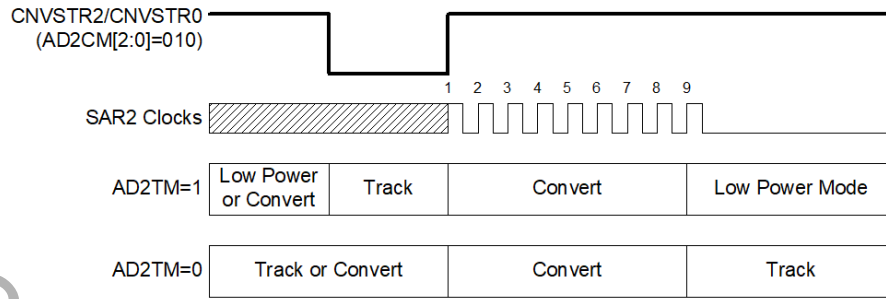 CNVSTR2/CNVSTR0
(AD2CM[2:0]=010)
1 2 3 4 5 6 7 8 9
SAR2 Clocks
AD2TM=1
Low Power
or Convert
Track
Convert
Low Power Mode
AD2TM=0
Track or Convert
Convert
Track